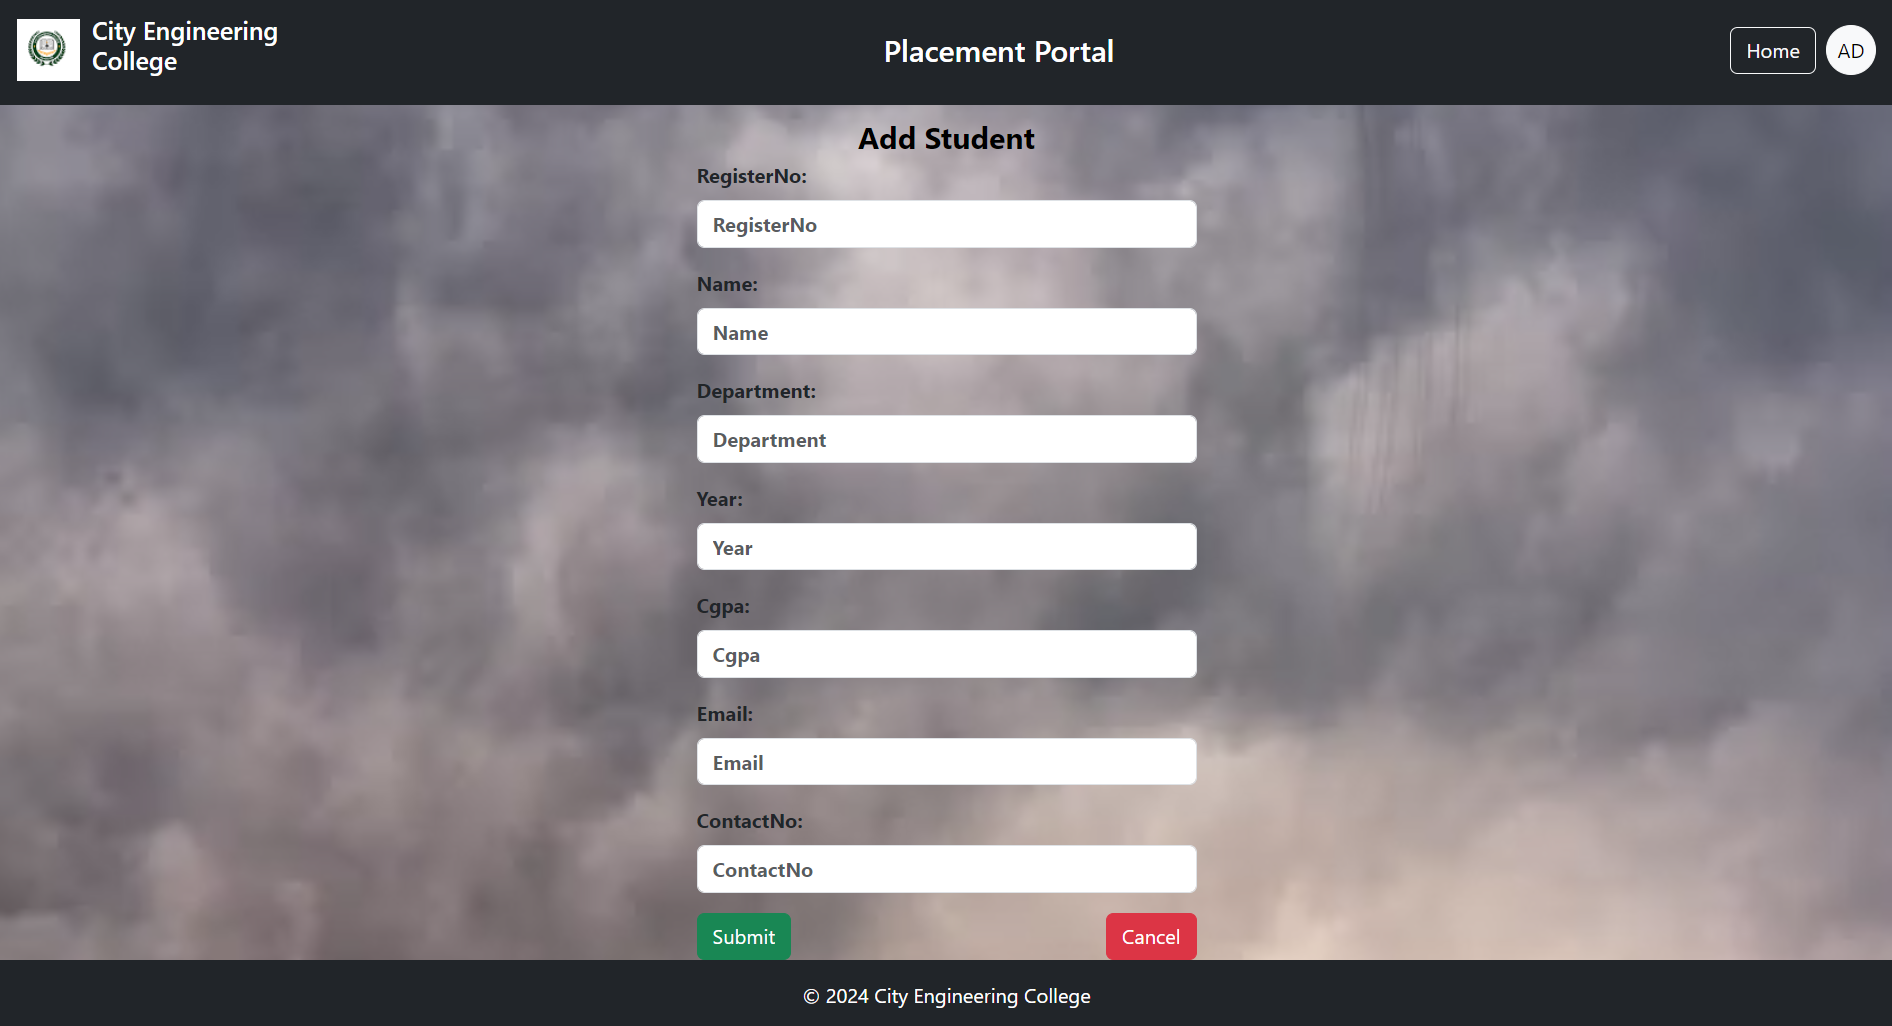 City Engineering
College
Placement Portal
Home
AD
Add Student
RegisterNo:
RegisterNo
Name:
Name
Department:
Department
Year:
Year
Cgpa:
Cgpa
Email:
Email
ContactNo:
ContactNo
Submit
Cancel
© 2024 City Engineering College